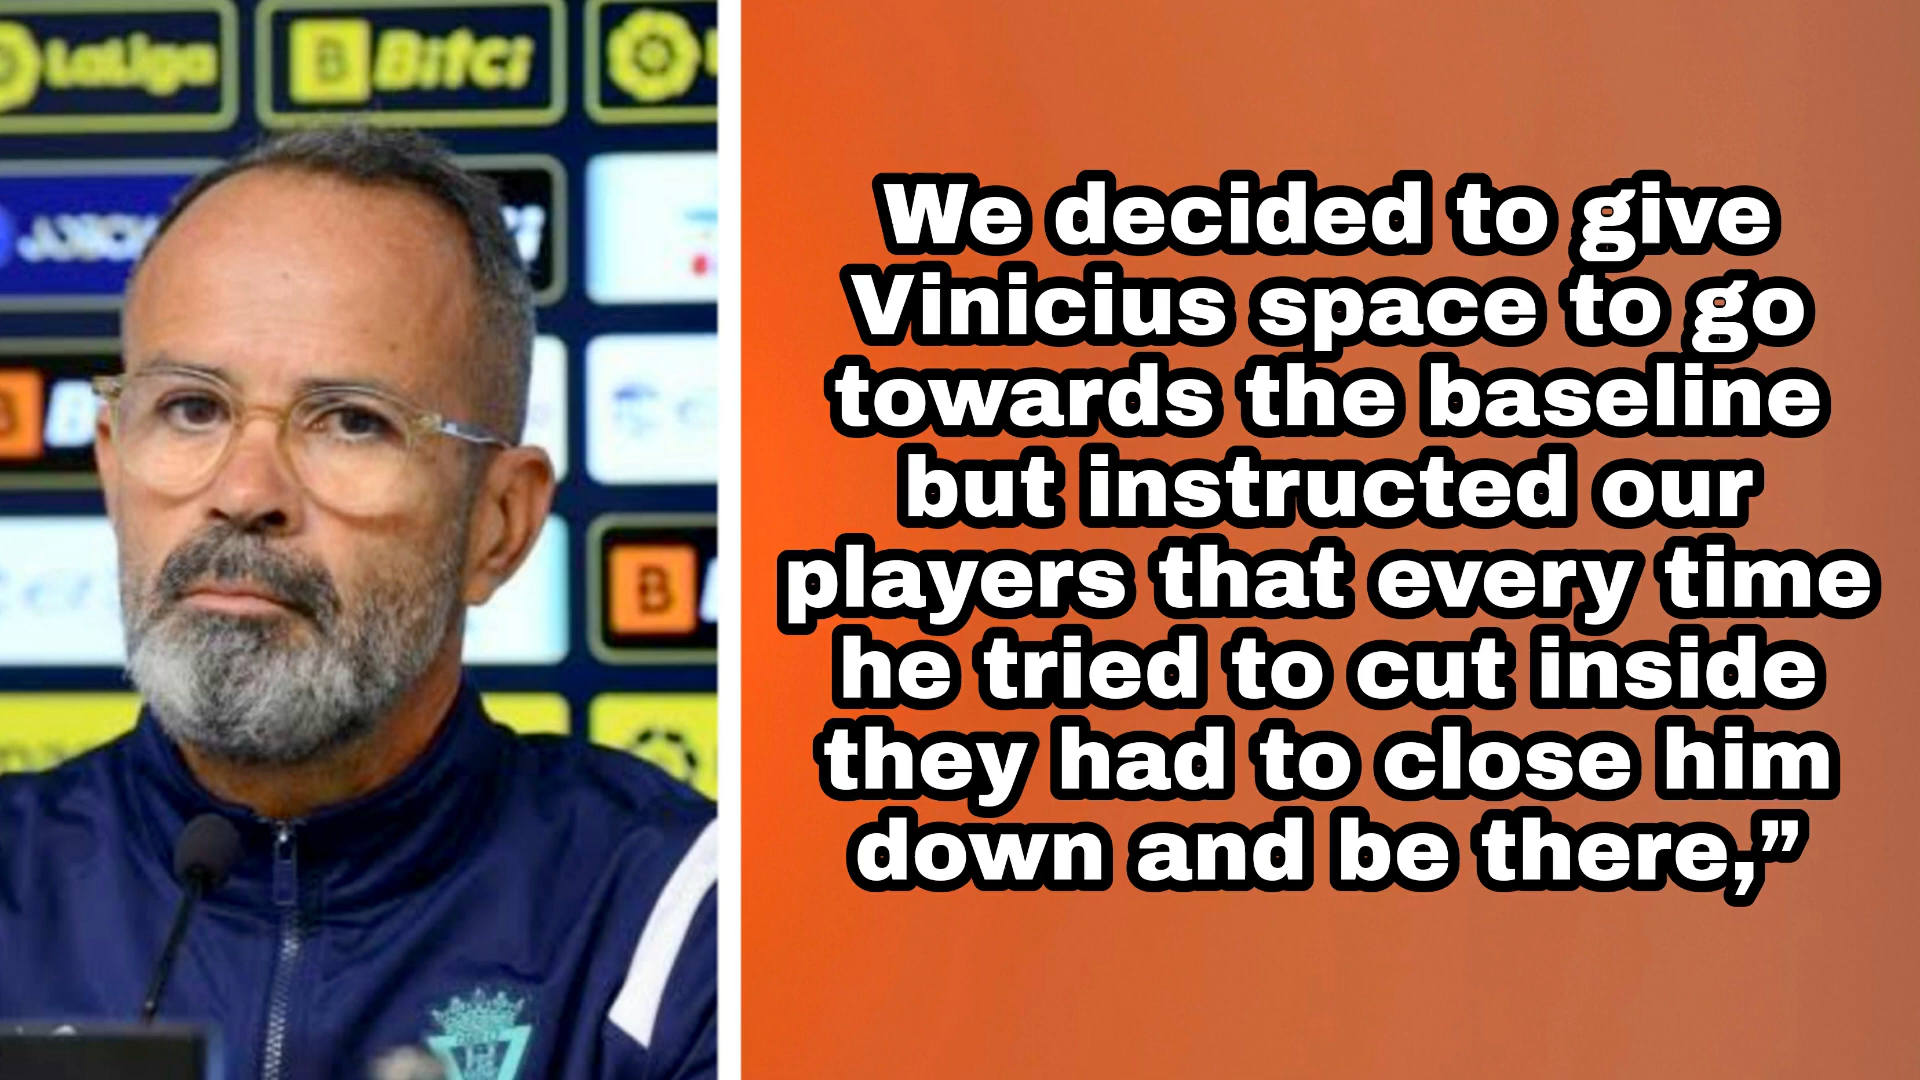 LaLiga
B Bitci
We decided to give
Vinicius space to go
towards the baseline
but instructed our
players that every time
he tried to cut inside
they had to close him
down and be there,”
B
B B